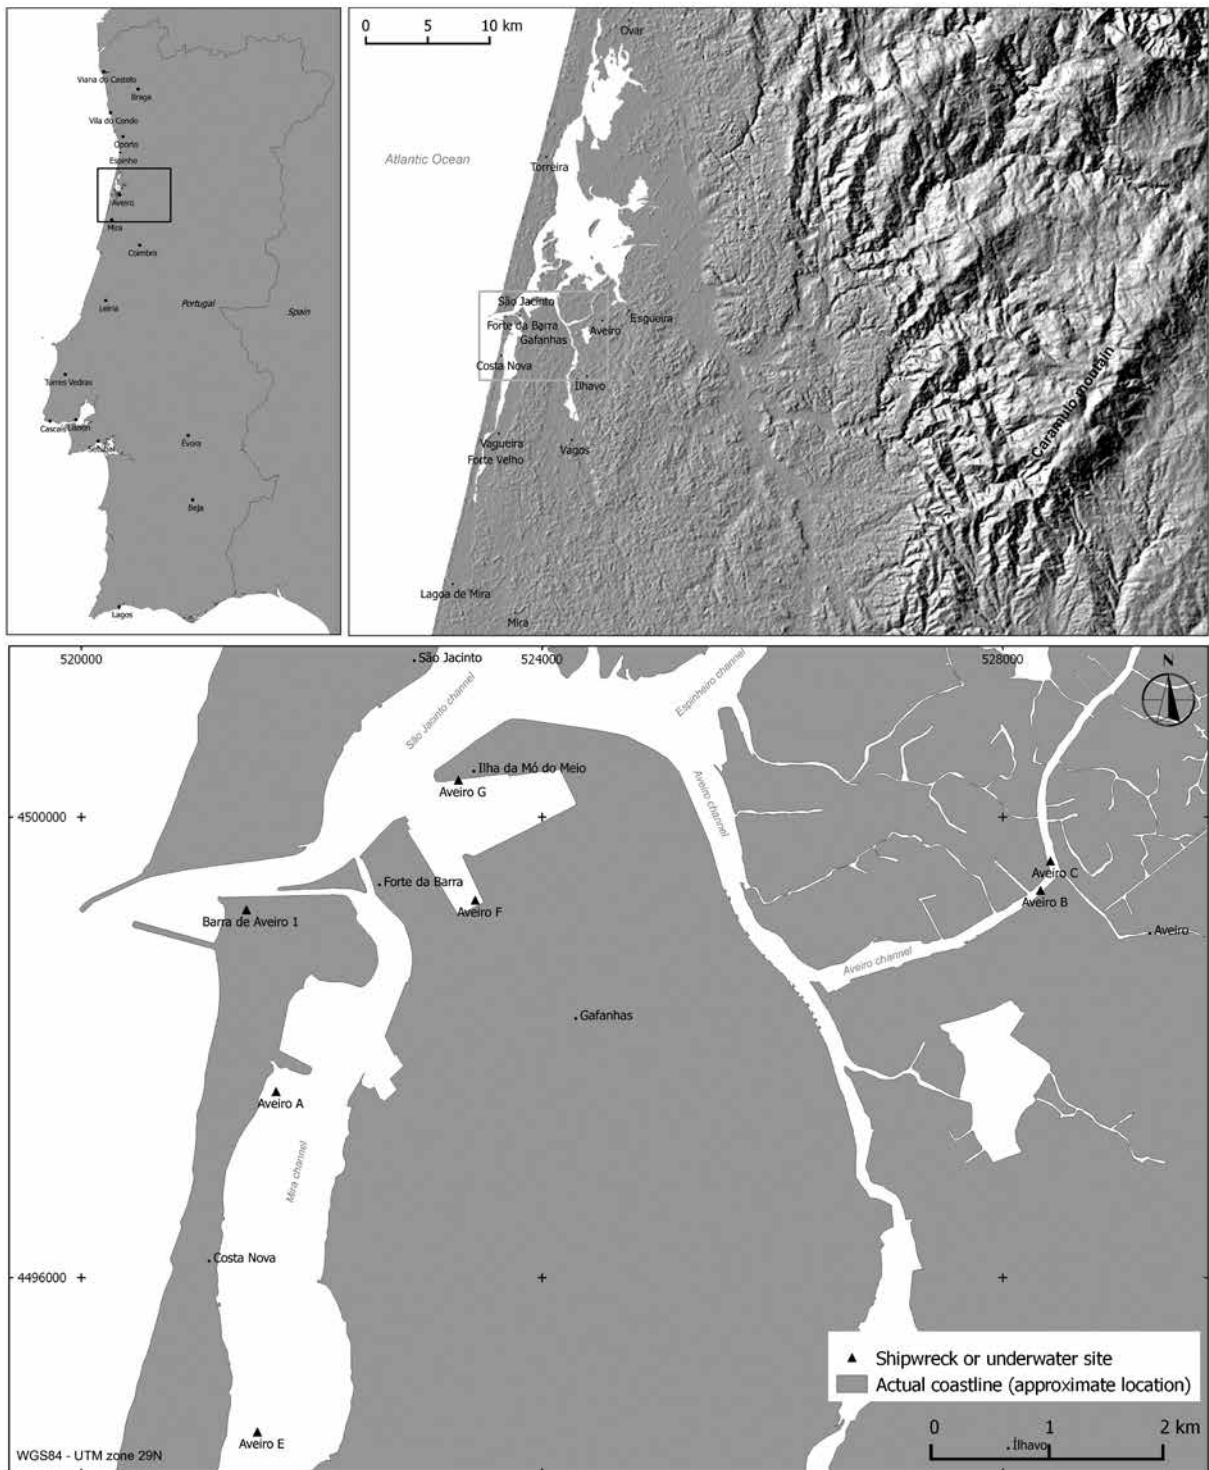 Viana do Castelo
Braga
Vila do Condo
Oporto
Espinho
Aveiro
Mira
Coimbra
Leiria
Portugal
Spain
Torres Vedras
Cascais
Lisbon
Setubal
Évora
Beja
Lagos
0 5 10 km
Ovar
Atlantic Ocean
Torreira
São Jacinto
Forte da Barra
Aveiro
Esgueira
Gafanhas
Costa Nova
Ílhavo
Caramulo moutain
Vagueira
Forte Velho
Vagos
Lagoa de Mira
Mira
520000
São Jacinto
524000
528000
N
São Jacinto channel
Espinheiro channel
Ilha da Mó do Meio
Aveiro G
Aveiro channel
4500000
Forte da Barra
Aveiro C
Aveiro B
Barra de Aveiro 1
Aveiro F
Aveiro
Aveiro channel
Gafanhas
Aveiro A
Mira channel
Costa Nova
4496000
Shipwreck or underwater site
Actual coastline (approximate location)
0 1 2 km
Aveiro E
Ílhavo
WGS84 - UTM zone 29N